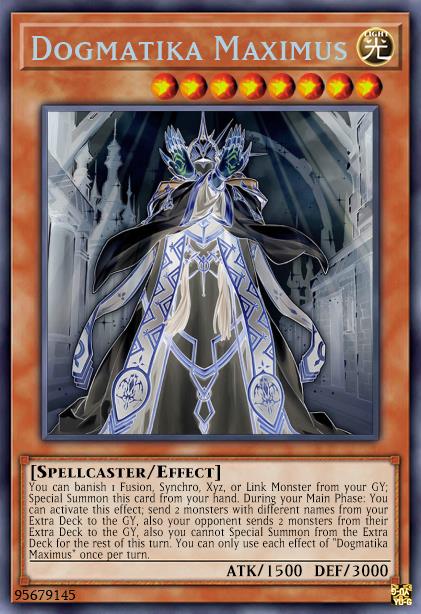 Dogmatika Maximus
LIGHT
光
[Spellcaster/Effect]
You can banish 1 Fusion, Synchro, Xyz, or Link Monster from your GY;
Special Summon this card from your hand. During your Main Phase: You
can activate this effect; send 2 monsters with different names from your
Extra Deck to the GY, also your opponent sends 2 monsters from their
Extra Deck to the GY, also you cannot Special Summon from the Extra
Deck for the rest of this turn. You can only use each effect of "Dogmatika
Maximus" once per turn.
ATK/1500 DEF/3000
95679145